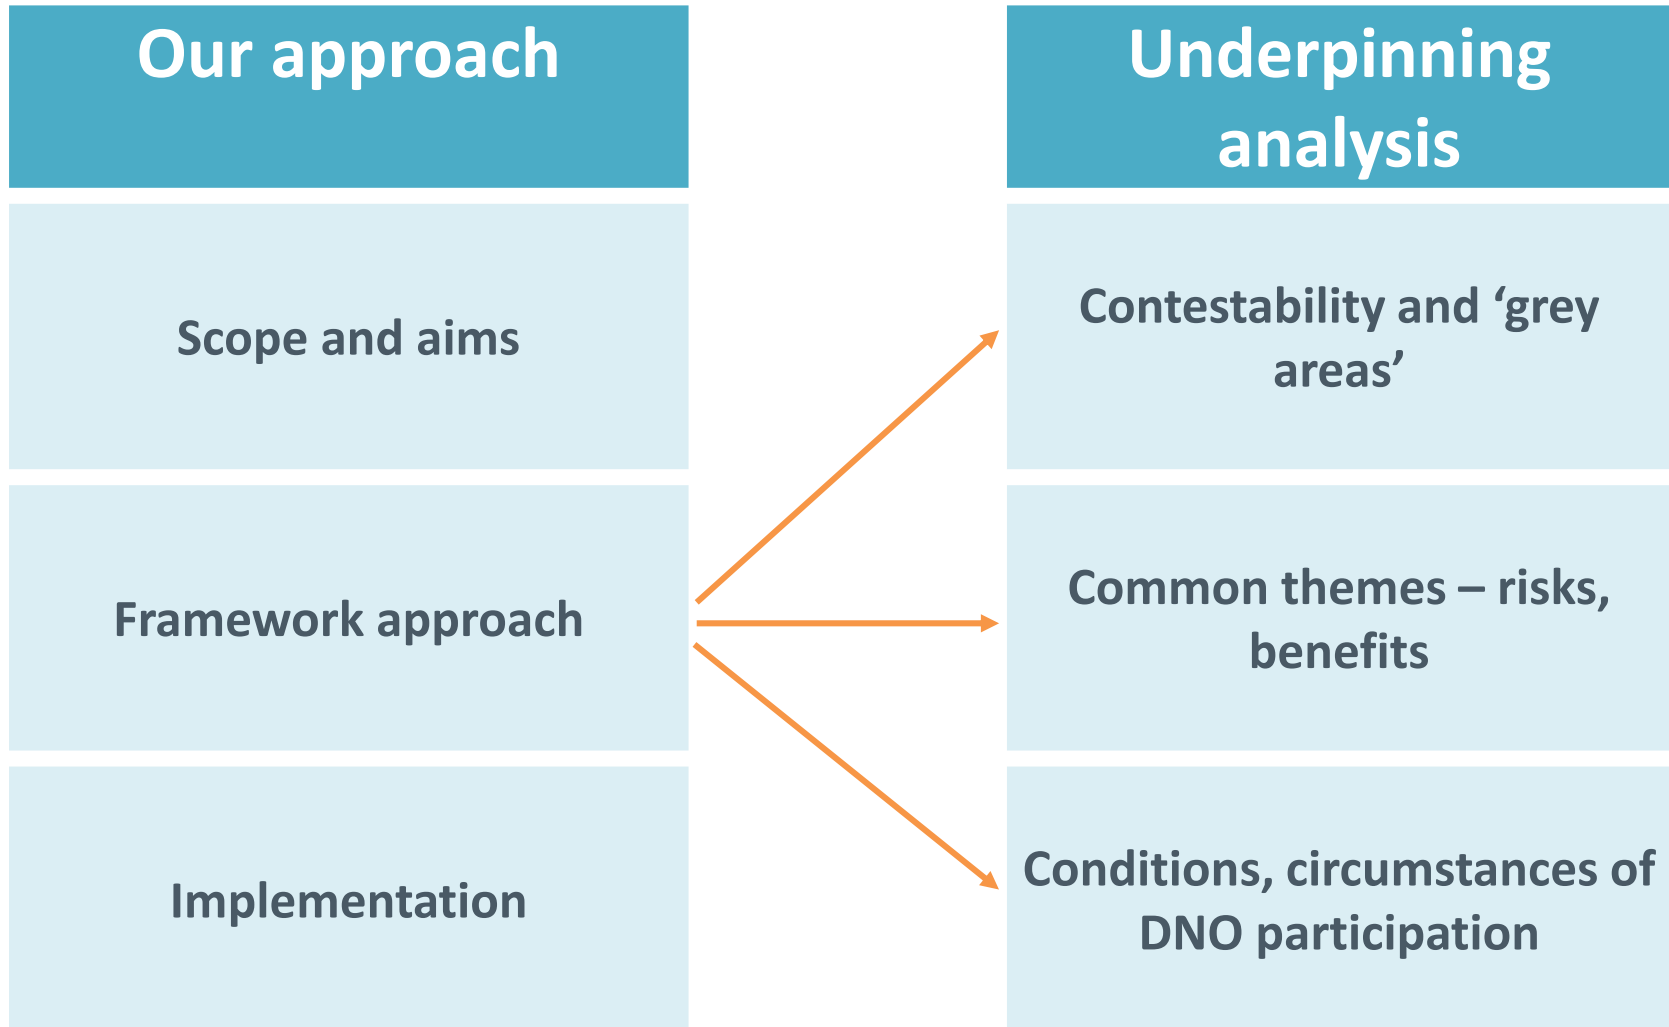 Our approach
Underpinning
analysis
Scope and aims
Contestability and ‘grey
areas’
Framework approach
Common themes – risks,
benefits
Implementation
Conditions, circumstances of
DNO participation